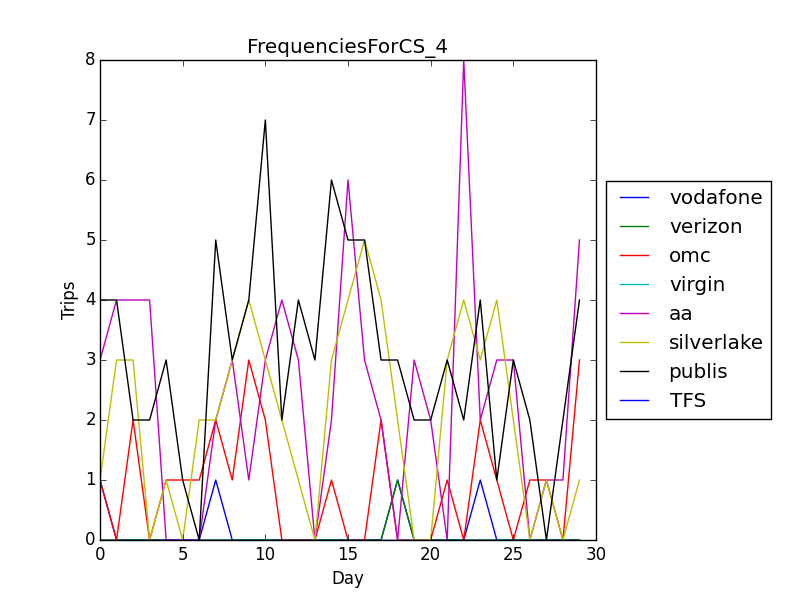 FrequenciesForCS_4
Trips
8
7
6
5
4
3
2
1
0
0 5 10 15 20 25 30
Day
vodafone
verizon
omc
virgin
aa
silverlake
publis
TFS